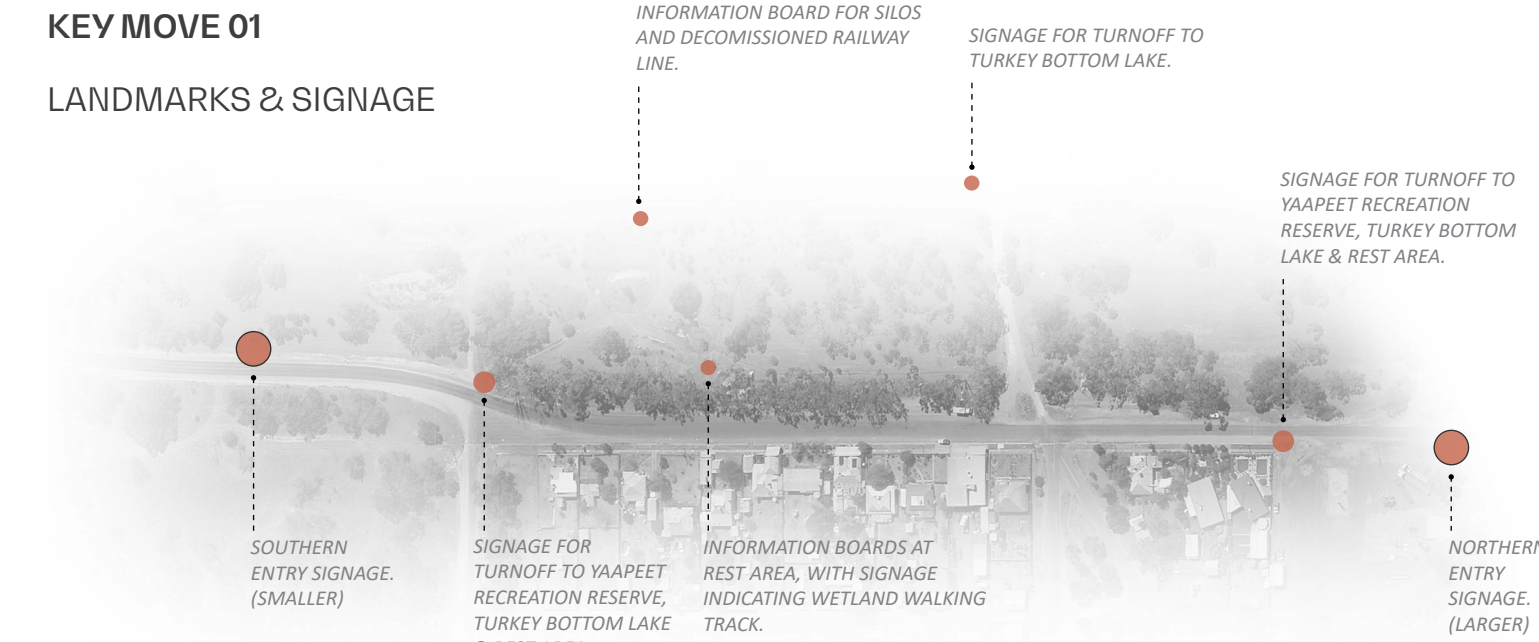 KEY MOVE 01
LANDMARKS & SIGNAGE
INFORMATION BOARD FOR SILOS
AND DECOMISSIONED RAILWAY
LINE.
SIGNAGE FOR TURNOFF TO
TURKEY BOTTOM LAKE.
SIGNAGE FOR TURNOFF TO
YAAPEET RECREATION
RESERVE, TURKEY BOTTOM
LAKE & REST AREA.
SOUTHERN
ENTRY SIGNAGE.
(SMALLER)
SIGNAGE FOR
TURNOFF TO YAAPEET
RECREATION RESERVE,
TURKEY BOTTOM LAKE
& REST AREA.
INFORMATION BOARDS AT
REST AREA, WITH SIGNAGE
INDICATING WETLAND WALKING
TRACK.
NORTHERN
ENTRY
SIGNAGE.
(LARGER)